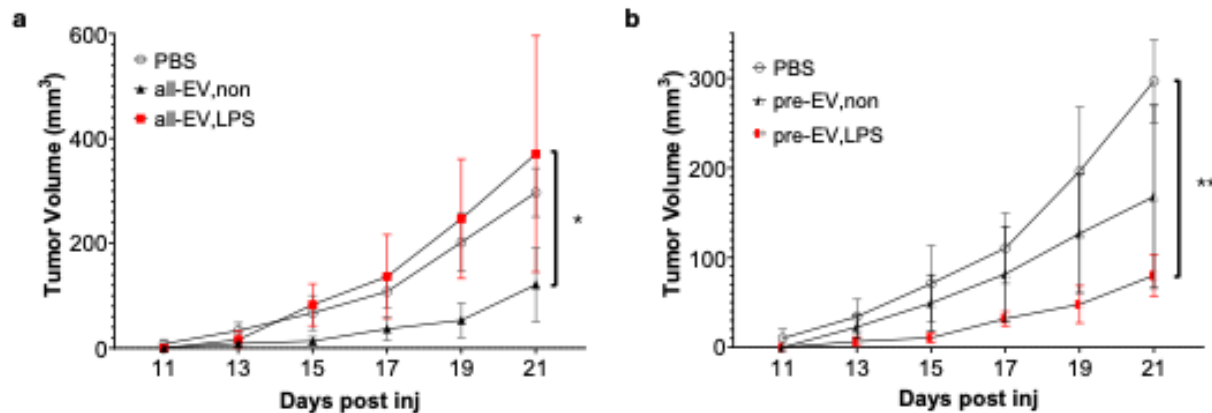 a
600
400
200
0
Tumor Volume (mm³)
PBS
all-EV,non
all-EV,LPS
*
11 13 15 17 19 21
Days post inj
b
300
200
100
0
Tumor Volume (mm³)
PBS
pre-EV,non
pre-EV,LPS
**
11 13 15 17 19 21
Days post inj